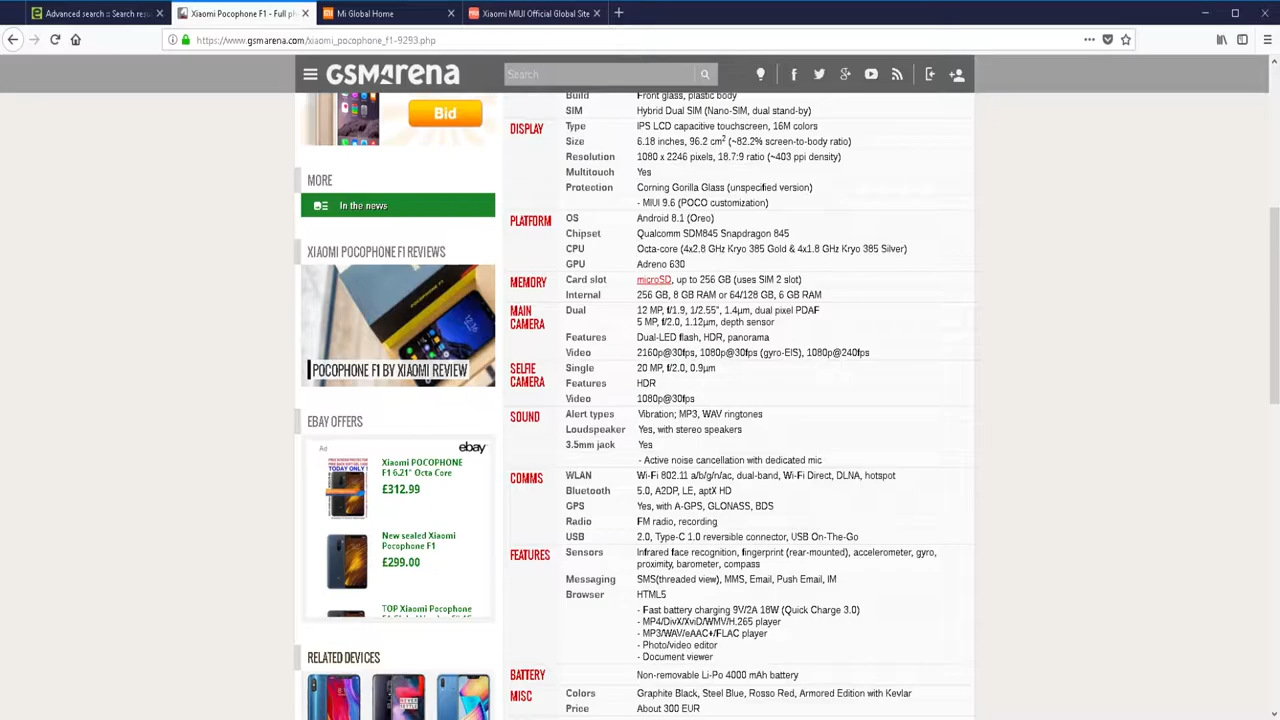 Advanced search :: Search resu
Xiaomi Pocophone F1 - Full ph
Mi Global Home
Xiaomi MIUI Official Global Site
https://www.gsmarena.com/xiaomi_pocophone_f1-9293.php
GSMArena
Search
Bid
MORE
In the news
XIAOMI POCOPHONE F1 REVIEWS
POCOPHONE F1 BY XIAOMI REVIEW
EBAY OFFERS
Ad
ebay
Xiaomi POCOPHONE
F1 6.21" Octa Core
£312.99
New sealed Xiaomi
Pocophone F1
£299.00
TOP Xiaomi Pocophone
RELATED DEVICES
Build Front glass, plastic body
SIM Hybrid Dual SIM (Nano-SIM, dual stand-by)
DISPLAY Type IPS LCD capacitive touchscreen, 16M colors
Size 6.18 inches, 96.2 cm2 (~82.2% screen-to-body ratio)
Resolution 1080 x 2246 pixels, 18.7:9 ratio (~403 ppi density)
Multitouch Yes
Protection Corning Gorilla Glass (unspecified version)
- MIUI 9.6 (POCO customization)
PLATFORM OS Android 8.1 (Oreo)
Chipset Qualcomm SDM845 Snapdragon 845
CPU Octa-core (4x2.8 GHz Kryo 385 Gold & 4x1.8 GHz Kryo 385 Silver)
GPU Adreno 630
MEMORY Card slot microSD, up to 256 GB (uses SIM 2 slot)
Internal 256 GB, 8 GB RAM or 64/128 GB, 6 GB RAM
MAIN CAMERA Dual 12 MP, f/1.9, 1/2.55", 1.4µm, dual pixel PDAF
5 MP, f/2.0, 1.12µm, depth sensor
Features Dual-LED flash, HDR, panorama
Video 2160p@30fps, 1080p@30fps (gyro-EIS), 1080p@240fps
SELFIE CAMERA Single 20 MP, f/2.0, 0.9µm
Features HDR
Video 1080p@30fps
SOUND Alert types Vibration; MP3, WAV ringtones
Loudspeaker Yes, with stereo speakers
3.5mm jack Yes
- Active noise cancellation with dedicated mic
COMMS WLAN Wi-Fi 802.11 a/b/g/n/ac, dual-band, Wi-Fi Direct, DLNA, hotspot
Bluetooth 5.0, A2DP, LE, aptX HD
GPS Yes, with A-GPS, GLONASS, BDS
Radio FM radio, recording
USB 2.0, Type-C 1.0 reversible connector, USB On-The-Go
FEATURES Sensors Infrared face recognition, fingerprint (rear-mounted), accelerometer, gyro,
proximity, barometer, compass
Messaging SMS(threaded view), MMS, Email, Push Email, IM
Browser HTML5
- Fast battery charging 9V/2A 18W (Quick Charge 3.0)
- MP4/DivX/XviD/WMV/H.265 player
- MP3/WAV/eAAC+/FLAC player
- Photo/video editor
- Document viewer
BATTERY Non-removable Li-Po 4000 mAh battery
MISC Colors Graphite Black, Steel Blue, Rosso Red, Armored Edition with Kevlar
Price About 300 EUR